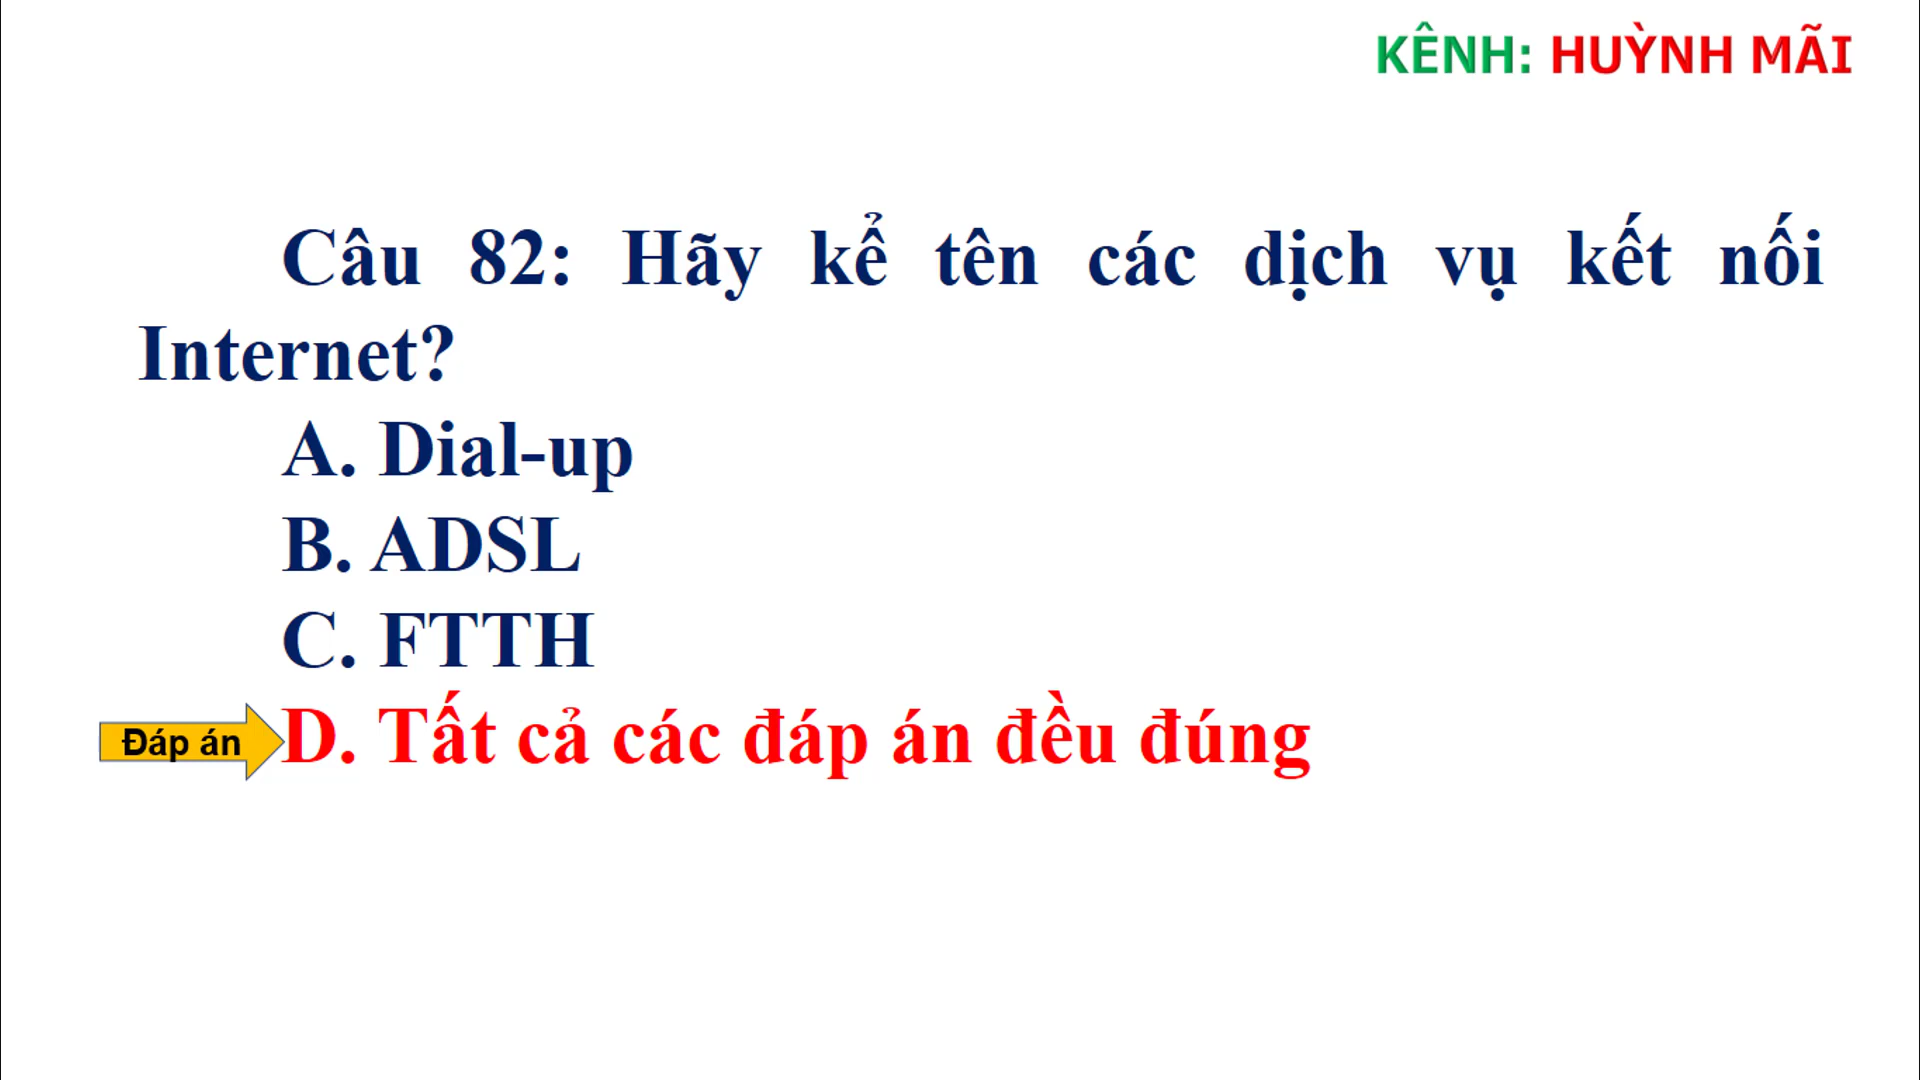 KÊNH: HUỲNH MÃI
Câu 82: Hãy kể tên các dịch vụ kết nối
Internet?
A. Dial-up
B. ADSL
C. FTTH
Đáp án D. Tất cả các đáp án đều đúng